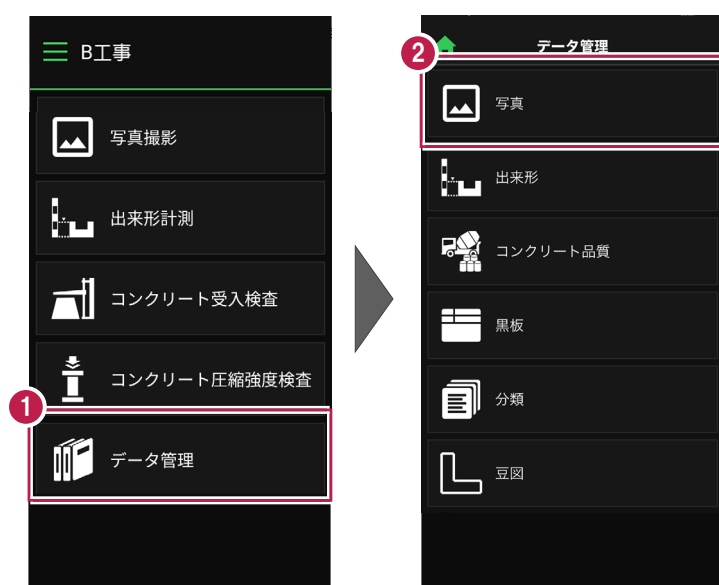 B工事
写真撮影
出来形計測
コンクリート受入検査
コンクリート圧縮強度検査
1
データ管理
2
データ管理
写真
出来形
コンクリート品質
黒板
分類
豆図